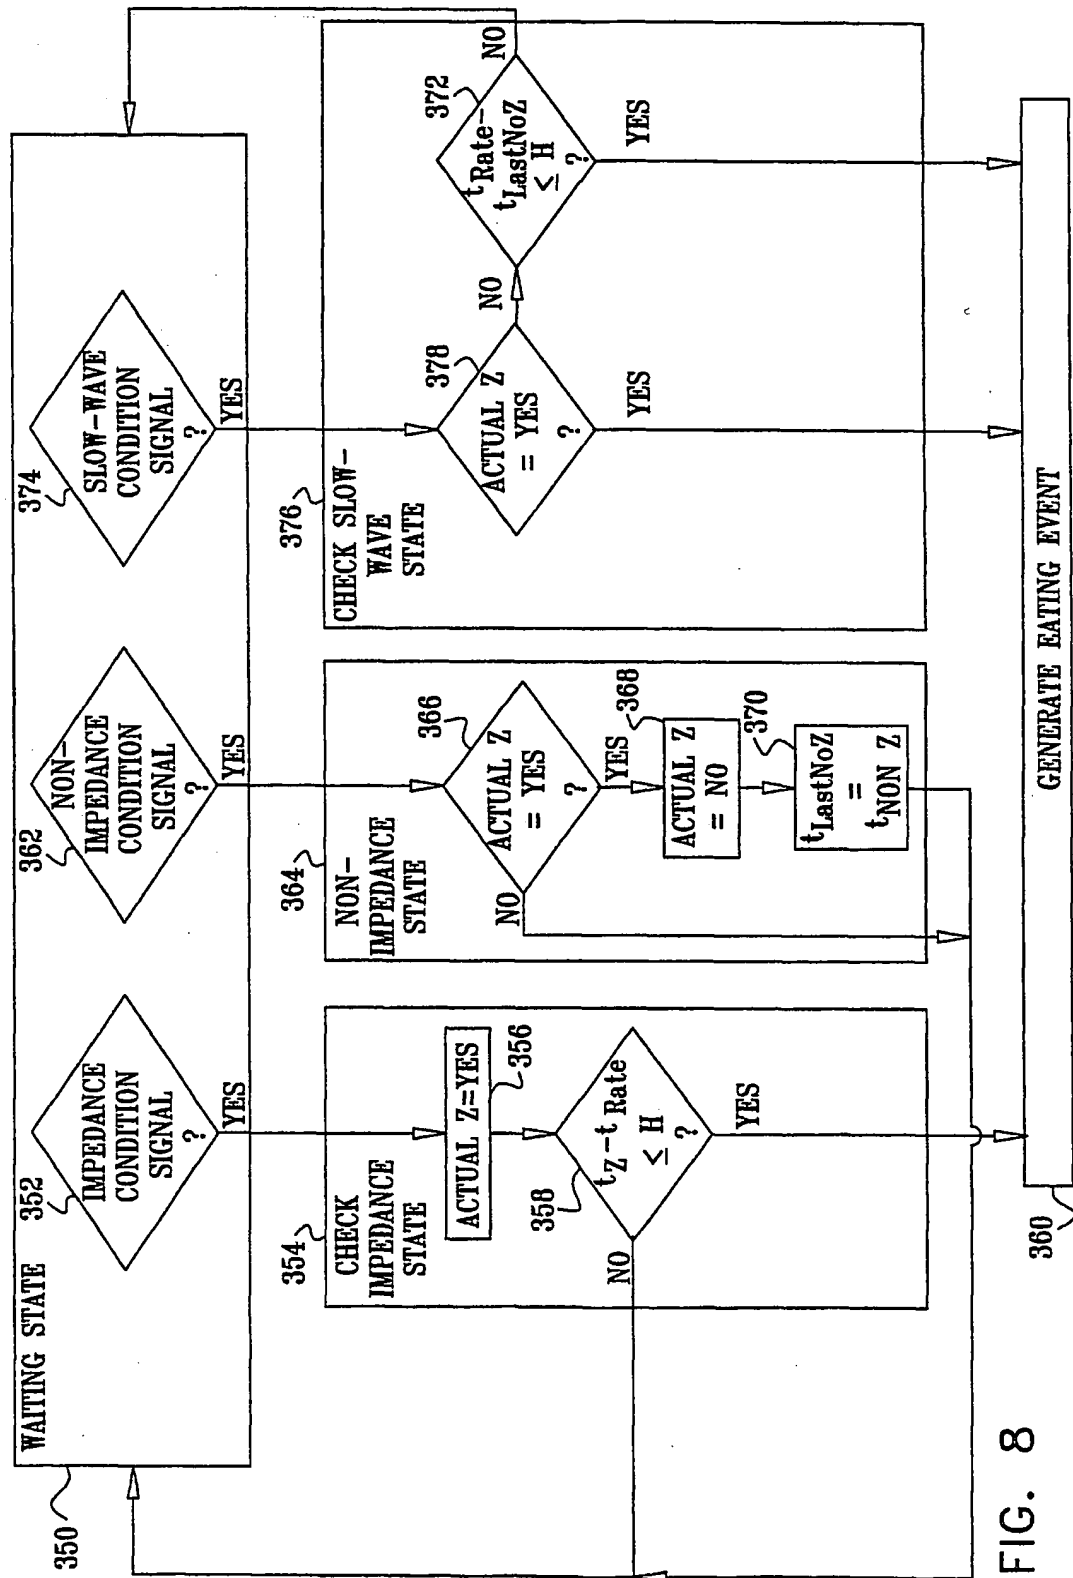 350
WAITING STATE
352
IMPEDANCE
CONDITION
SIGNAL
?
YES
362
NON-
IMPEDANCE
CONDITION
SIGNAL
?
YES
374
SLOW-WAVE
CONDITION
SIGNAL
?
YES
354
CHECK
IMPEDANCE
STATE
ACTUAL Z=YES
356
358
tZ-tRate
≤
H
?
NO
YES
364
NON-
IMPEDANCE
STATE
366
ACTUAL Z
= YES
?
NO
YES
368
ACTUAL Z
= NO
370
tLastNoZ
=
tNON Z
376
CHECK SLOW-
WAVE
STATE
378
ACTUAL Z
= YES
?
NO
YES
372
tRate-
tLastNoZ
≤
H
?
NO
YES
360
GENERATE EATING EVENT
FIG. 8